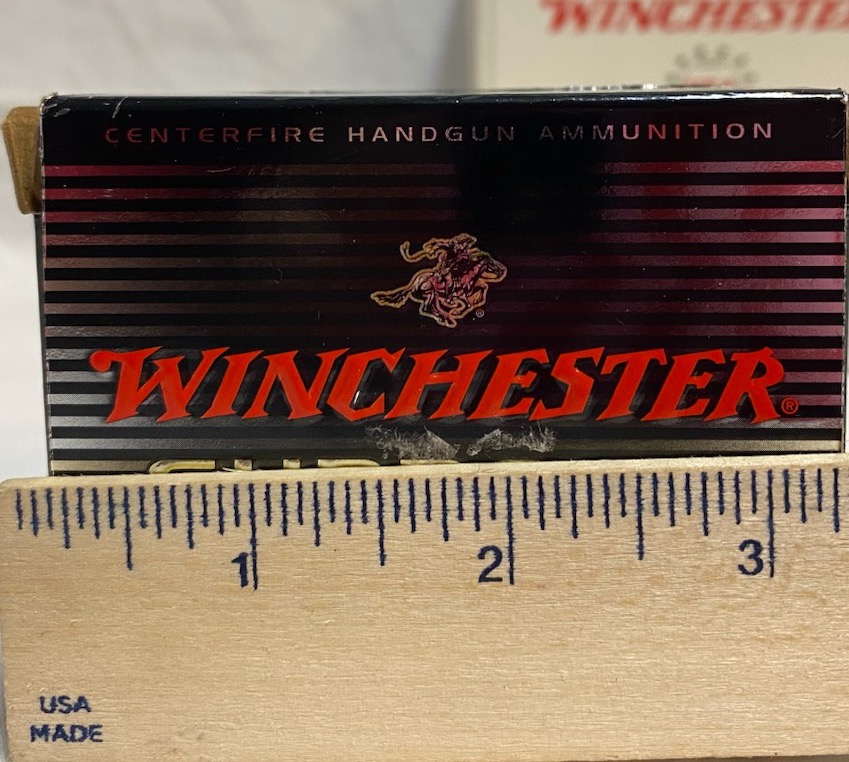 WINCHESTER
CENTERFIRE HANDGUN AMMUNITION
®
WINCHESTER®
1 2 3
USA
MADE